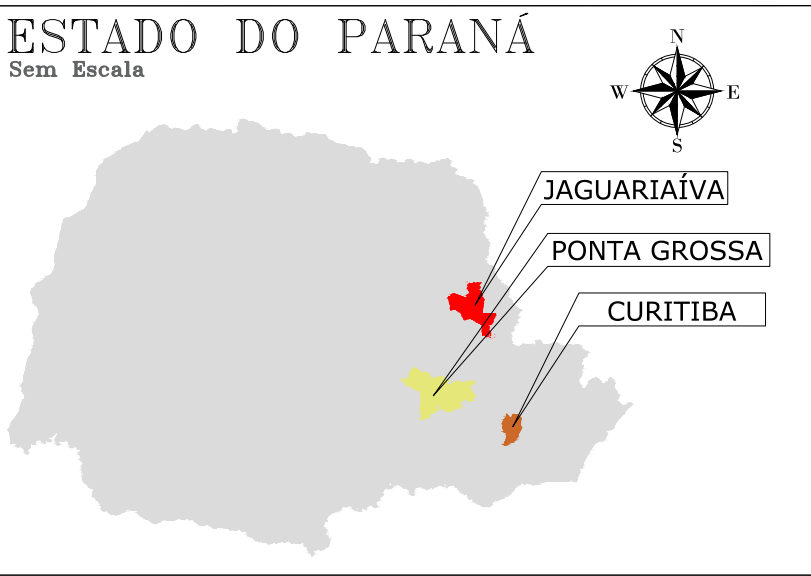 ESTADO DO PARANÁ
Sem Escala
N
W
E
S
JAGUARIAÍVA
PONTA GROSSA
CURITIBA